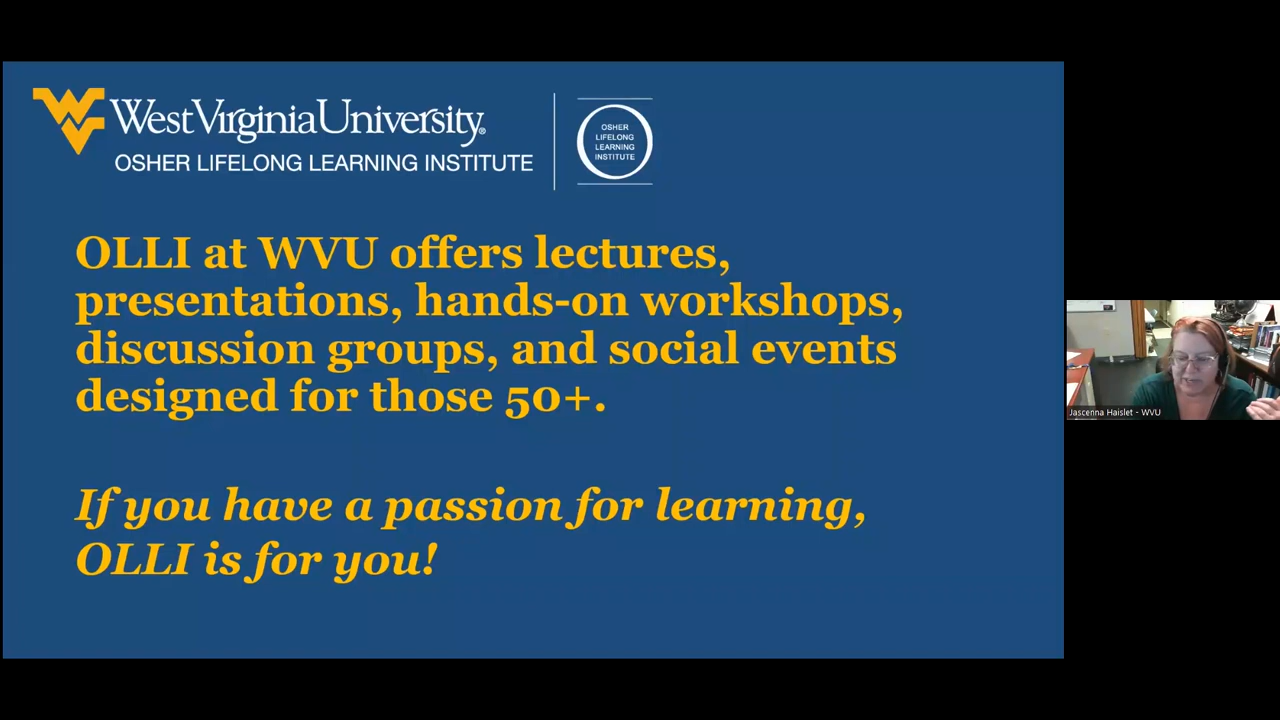 West Virginia University®
OSHER LIFELONG LEARNING INSTITUTE
OSHER
LIFELONG
LEARNING
INSTITUTE
OLLI at WVU offers lectures,
presentations, hands-on workshops,
discussion groups, and social events
designed for those 50+.
If you have a passion for learning,
OLLI is for you!
Jascenna Haislet - WVU